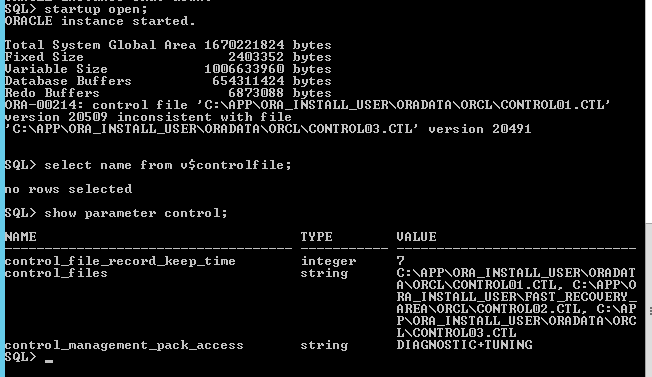 SQL> startup open;
ORACLE instance started.
Total System Global Area 1670221824 bytes
Fixed Size 2403352 bytes
Variable Size 1006633960 bytes
Database Buffers 654311424 bytes
Redo Buffers 6873088 bytes
ORA-00214: control file 'C:\APP\ORA_INSTALL_USER\ORADATA\ORCL\CONTROL01.CTL'
version 20509 inconsistent with file
'C:\APP\ORA_INSTALL_USER\ORADATA\ORCL\CONTROL03.CTL' version 20491
SQL> select name from v$controlfile;
no rows selected
SQL> show parameter control;
NAME TYPE VALUE
------------------------------------ ----------- ------------------------------
control_file_record_keep_time integer 7
control_files string C:\APP\ORA_INSTALL_USER\ORADAT
A\ORCL\CONTROL01.CTL, C:\APP\O
RA_INSTALL_USER\FAST_RECOVERY_
AREA\ORCL\CONTROL02.CTL, C:\AP
P\ORA_INSTALL_USER\ORADATA\ORC
L\CONTROL03.CTL
control_management_pack_access string DIAGNOSTIC+TUNING
SQL> _